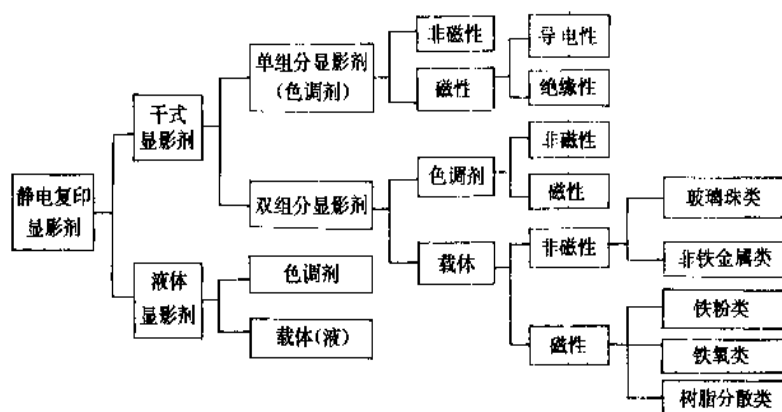 静电复印
显影剂
干式
显影剂
单组分显影剂
(色调剂)
非磁性
磁性
导电性
绝缘性
双组分显影剂
色调剂
非磁性
磁性
载体
非磁性
玻璃珠类
非铁金属类
磁性
铁粉类
铁氧类
树脂分散类
液体
显影剂
色调剂
载体(液)